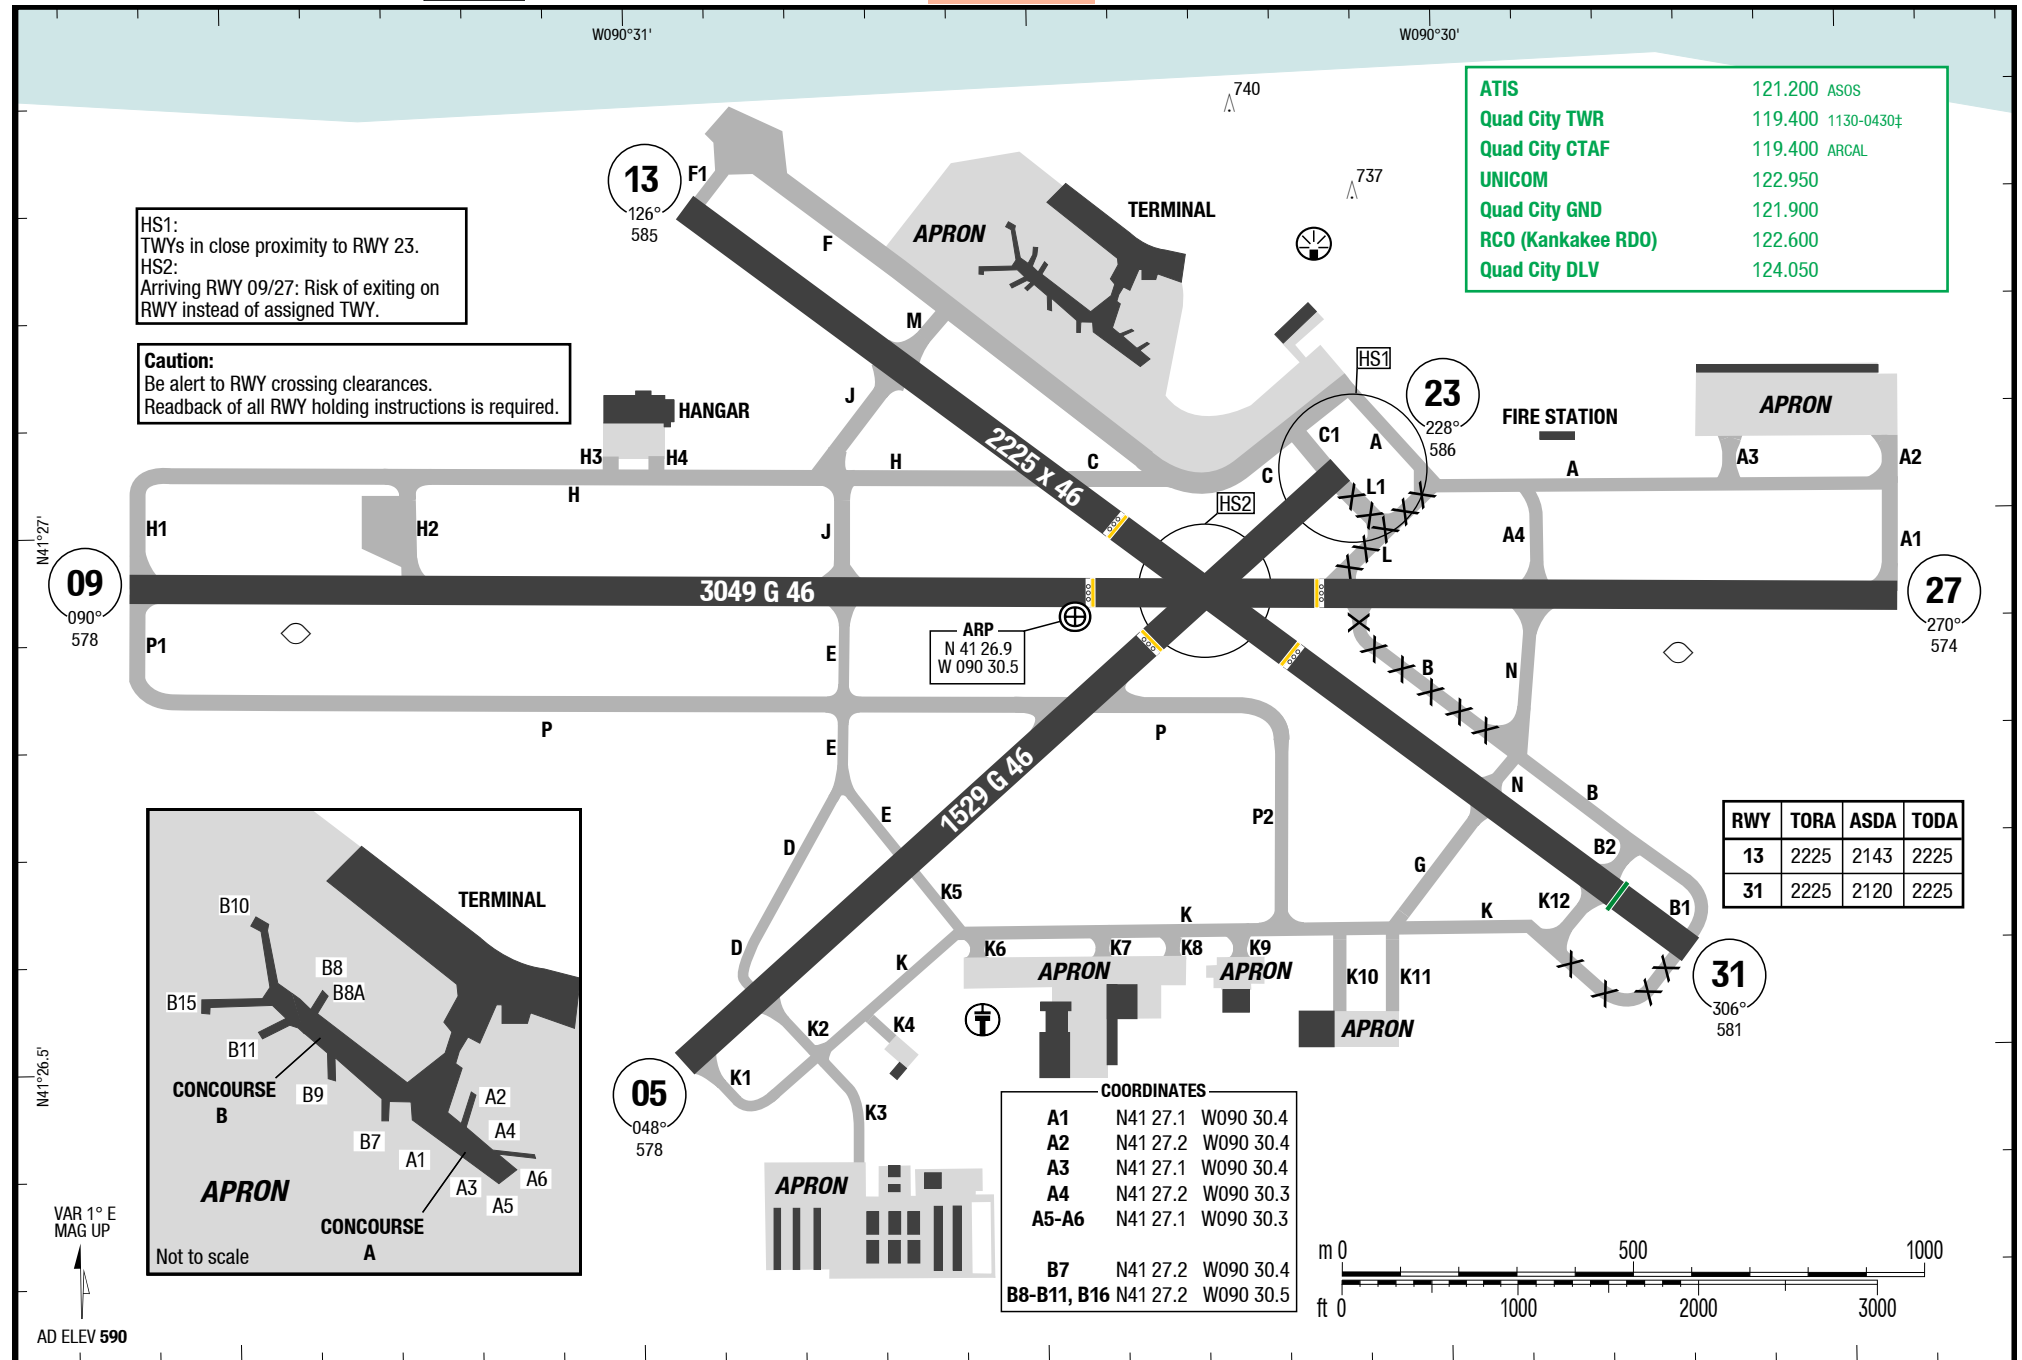 W090°31'
W090°30'
740
737
ATIS 121.200 ASOS
Quad City TWR 119.400 1130-0430‡
Quad City CTAF 119.400 ARCAL
UNICOM 122.950
Quad City GND 121.900
RCO (Kankakee RDO) 122.600
Quad City DLV 124.050
13
126°
585
F1
F
APRON
TERMINAL
HS1:
TWYs in close proximity to RWY 23.
HS2:
Arriving RWY 09/27: Risk of exiting on
RWY instead of assigned TWY.
Caution:
Be alert to RWY crossing clearances.
Readback of all RWY holding instructions is required.
M
J
HANGAR
H3
H4
H
H
C
2225 x 46
HS1
23
228°
586
C1
A
C
L1
L
HS2
FIRE STATION
APRON
A
A3
A2
A4
A1
N41°27'
H1
H2
J
09
090°
578
3049 G 46
27
270°
574
ARP
N 41 26.9
W 090 30.5
P1
E
P
E
P
B
N
1529 G 46
E
D
D
P2
N
B
G
B2
B1
K12
K
K
K5
K
K6
K7
K8
K9
K10
K11
APRON
APRON
APRON
RWY TORA ASDA TODA
13 2225 2143 2225
31 2225 2120 2225
31
306°
581
K2
K4
K1
K3
05
048°
578
APRON
N41°26.5'
TERMINAL
B10
B8
B8A
B15
B11
B9
CONCOURSE
B
B7
A2
A4
A1
A6
A3
A5
APRON
CONCOURSE
A
Not to scale
COORDINATES
A1 N41 27.1 W090 30.4
A2 N41 27.2 W090 30.4
A3 N41 27.1 W090 30.4
A4 N41 27.2 W090 30.3
A5-A6 N41 27.1 W090 30.3
B7 N41 27.2 W090 30.4
B8-B11, B16 N41 27.2 W090 30.5
VAR 1° E
MAG UP
AD ELEV 590
m 0 500 1000
ft 0 1000 2000 3000